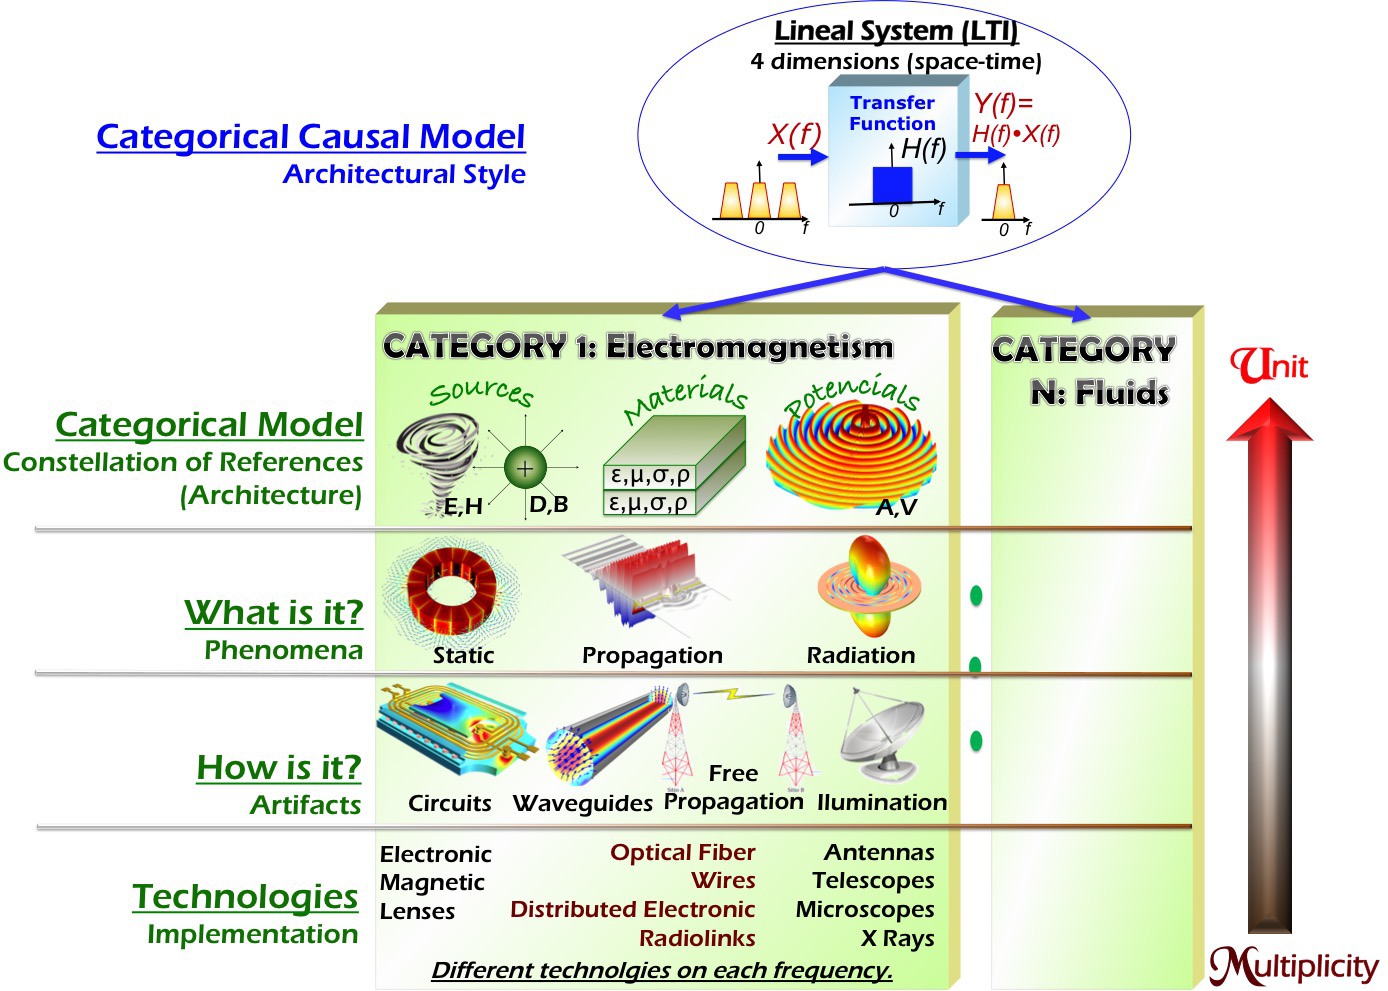 Lineal System (LTI)
4 dimensions (space-time)
Transfer
Function
X(f)
H(f)
Y(f)=
H(f)•X(f)
0 f
0 f
0 f
Categorical Causal Model
Architectural Style
CATEGORY 1: Electromagnetism
CATEGORY
N: Fluids
Unit
Categorical Model
Constellation of References
(Architecture)
Sources
Materials
Potencials
+
E,H
D,B
ε,μ,σ,ρ
ε,μ,σ,ρ
A,V
What is it?
Phenomena
Static
Propagation
Radiation
How is it?
Artifacts
Circuits
Waveguides
Free
Propagation
Ilumination
Sitio A
Sitio B
Technologies
Implementation
Electronic
Magnetic
Lenses
Optical Fiber
Wires
Distributed Electronic
Radiolinks
Antennas
Telescopes
Microscopes
X Rays
Different technolgies on each frequency.
Multiplicity